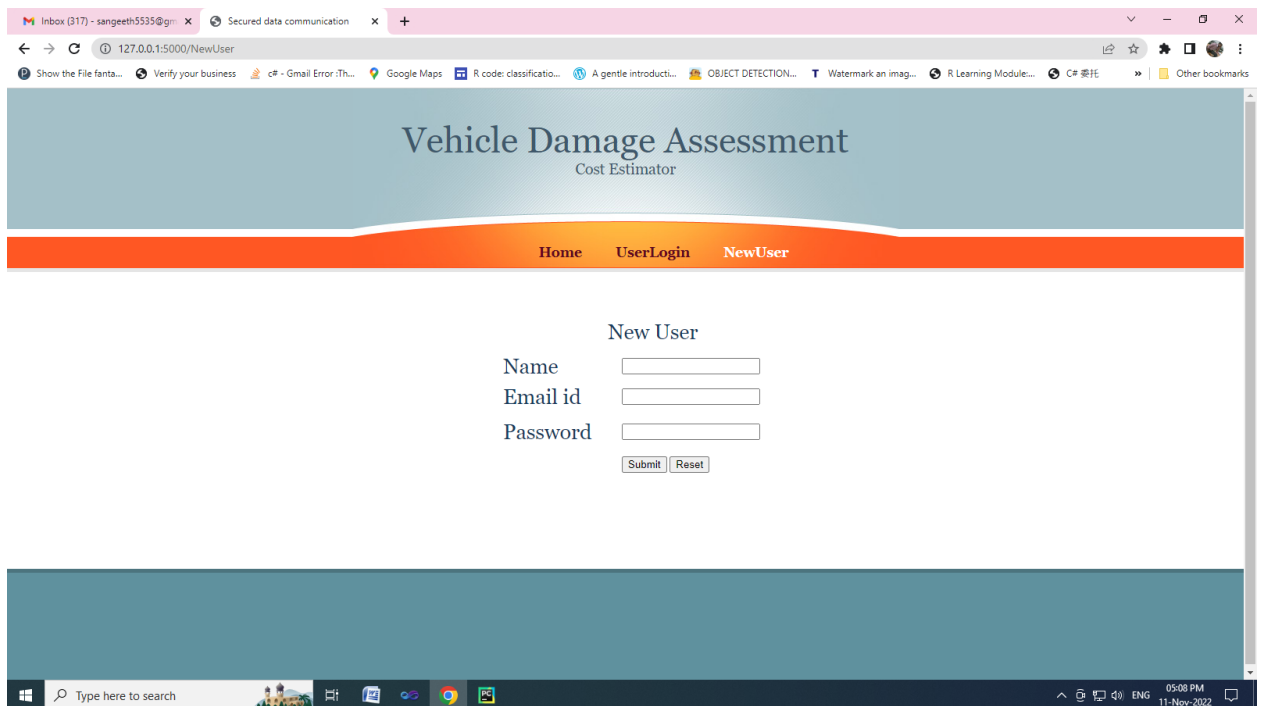 Inbox (317) - sangeeth5535@gm
Secured data communication
127.0.0.1:5000/NewUser
Show the File fanta... Verify your business c# - Gmail Error :Th... Google Maps R code: classificatio... A gentle introducti... OBJECT DETECTION... T Watermark an imag... R Learning Module:... C# 委托 » Other bookmarks
Vehicle Damage Assessment
Cost Estimator
Home UserLogin NewUser
New User
Name
Email id
Password
Submit Reset
Type here to search
ENG
05:08 PM
11-Nov-2022